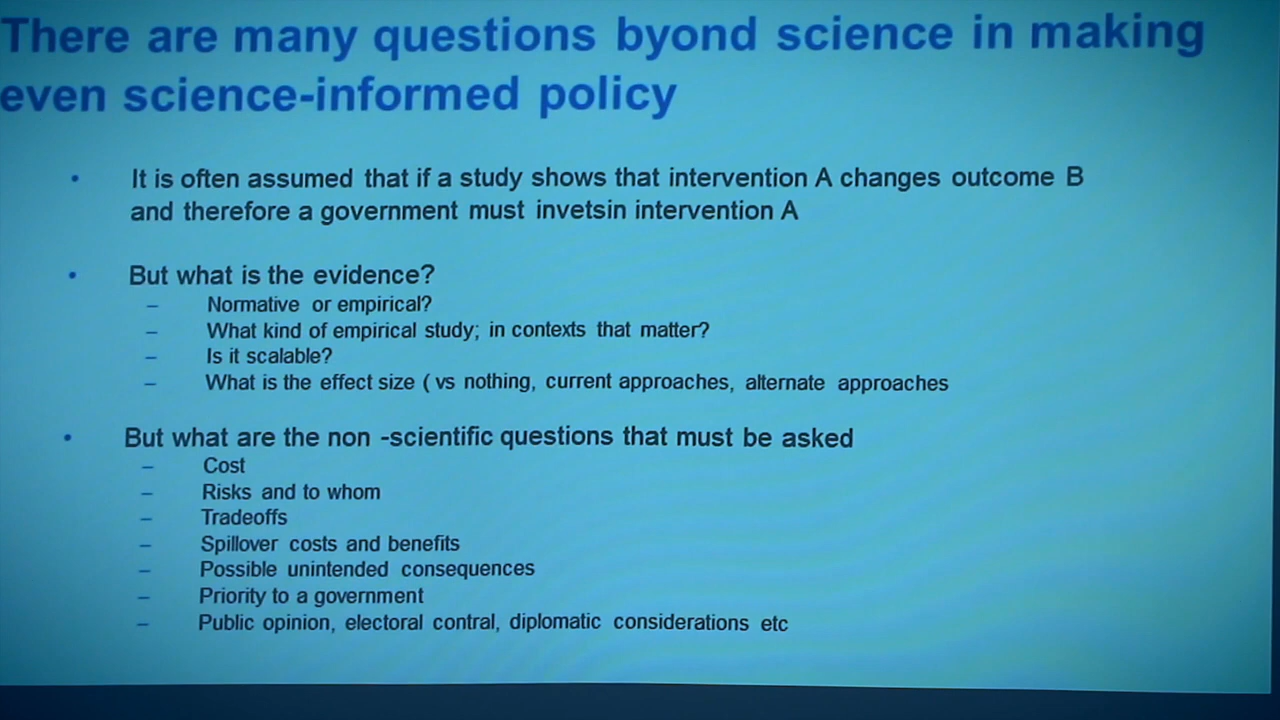 There are many questions byond science in making
even science-informed policy
• It is often assumed that if a study shows that intervention A changes outcome B
and therefore a government must invetsin intervention A
• But what is the evidence?
– Normative or empirical?
– What kind of empirical study; in contexts that matter?
– Is it scalable?
– What is the effect size ( vs nothing, current approaches, alternate approaches
• But what are the non -scientific questions that must be asked
– Cost
– Risks and to whom
– Tradeoffs
– Spillover costs and benefits
– Possible unintended consequences
– Priority to a government
– Public opinion, electoral contral, diplomatic considerations etc